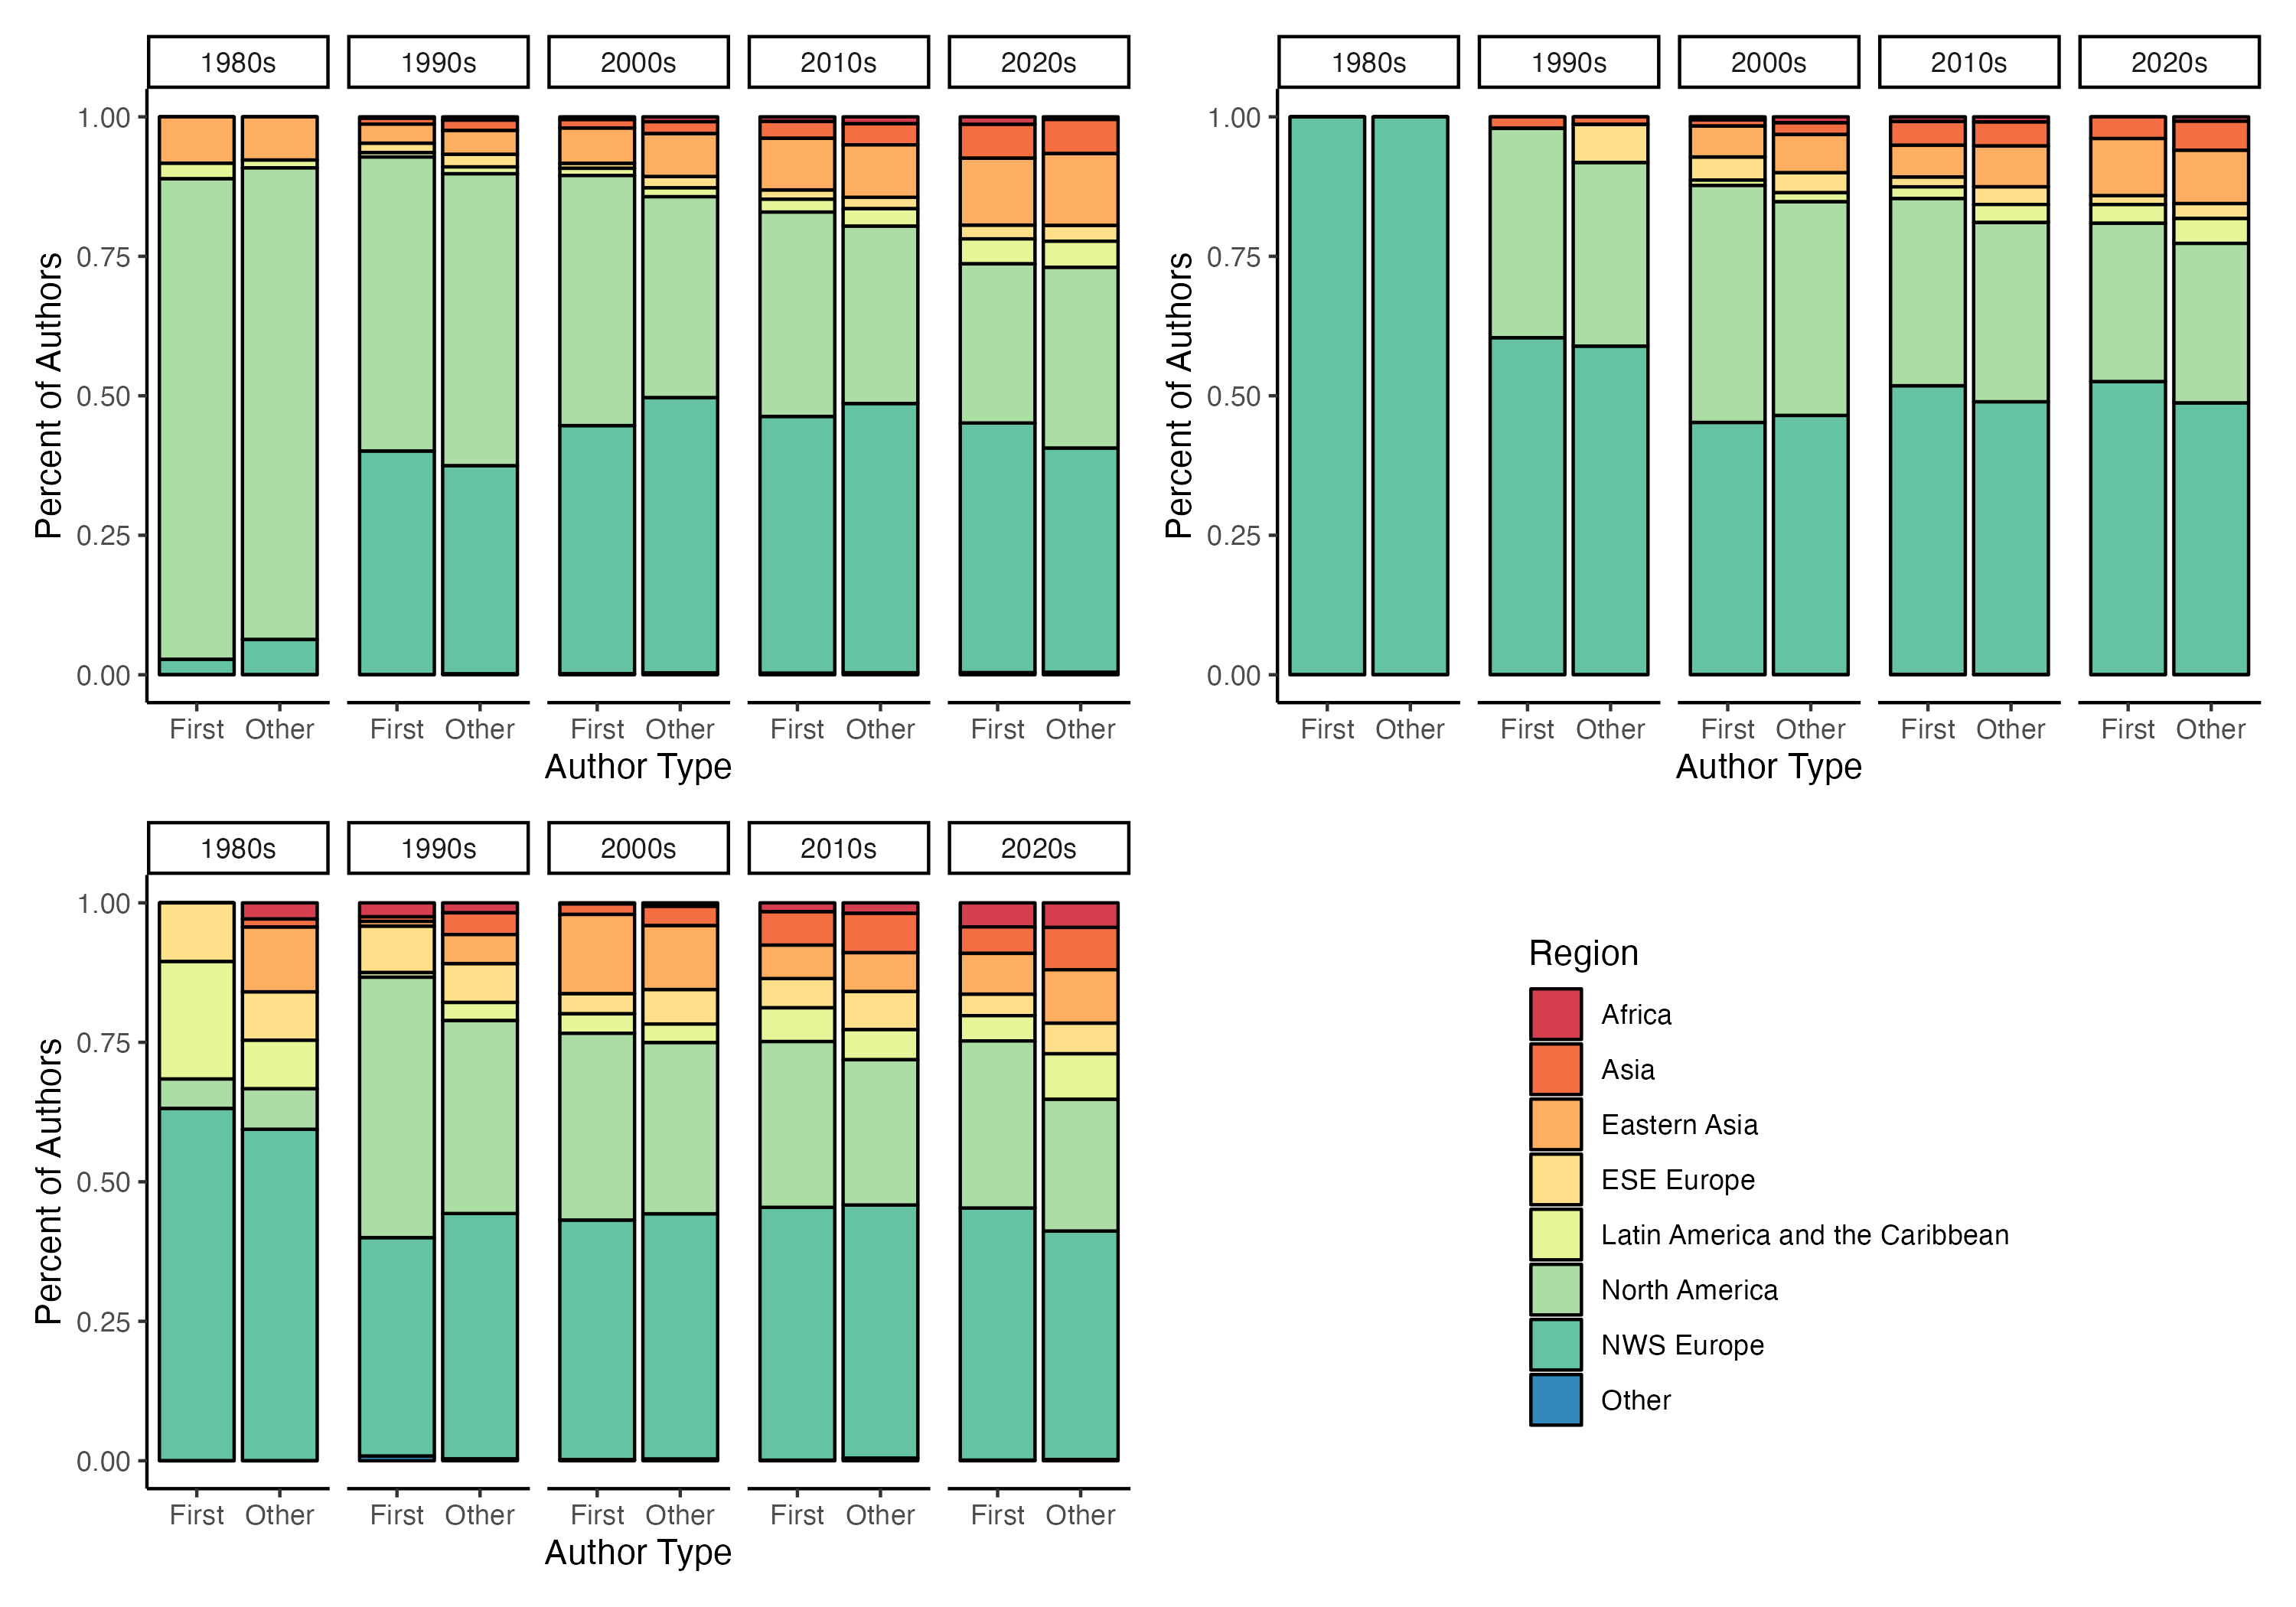 1980s 1990s 2000s 2010s 2020s
1.00
0.75
0.50
0.25
0.00
Percent of Authors
First Other First Other First Other First Other First Other
Author Type
1980s 1990s 2000s 2010s 2020s
1.00
0.75
0.50
0.25
0.00
Percent of Authors
First Other First Other First Other First Other First Other
Author Type
1980s 1990s 2000s 2010s 2020s
1.00
0.75
0.50
0.25
0.00
Percent of Authors
First Other First Other First Other First Other First Other
Author Type
Region
Africa
Asia
Eastern Asia
ESE Europe
Latin America and the Caribbean
North America
NWS Europe
Other